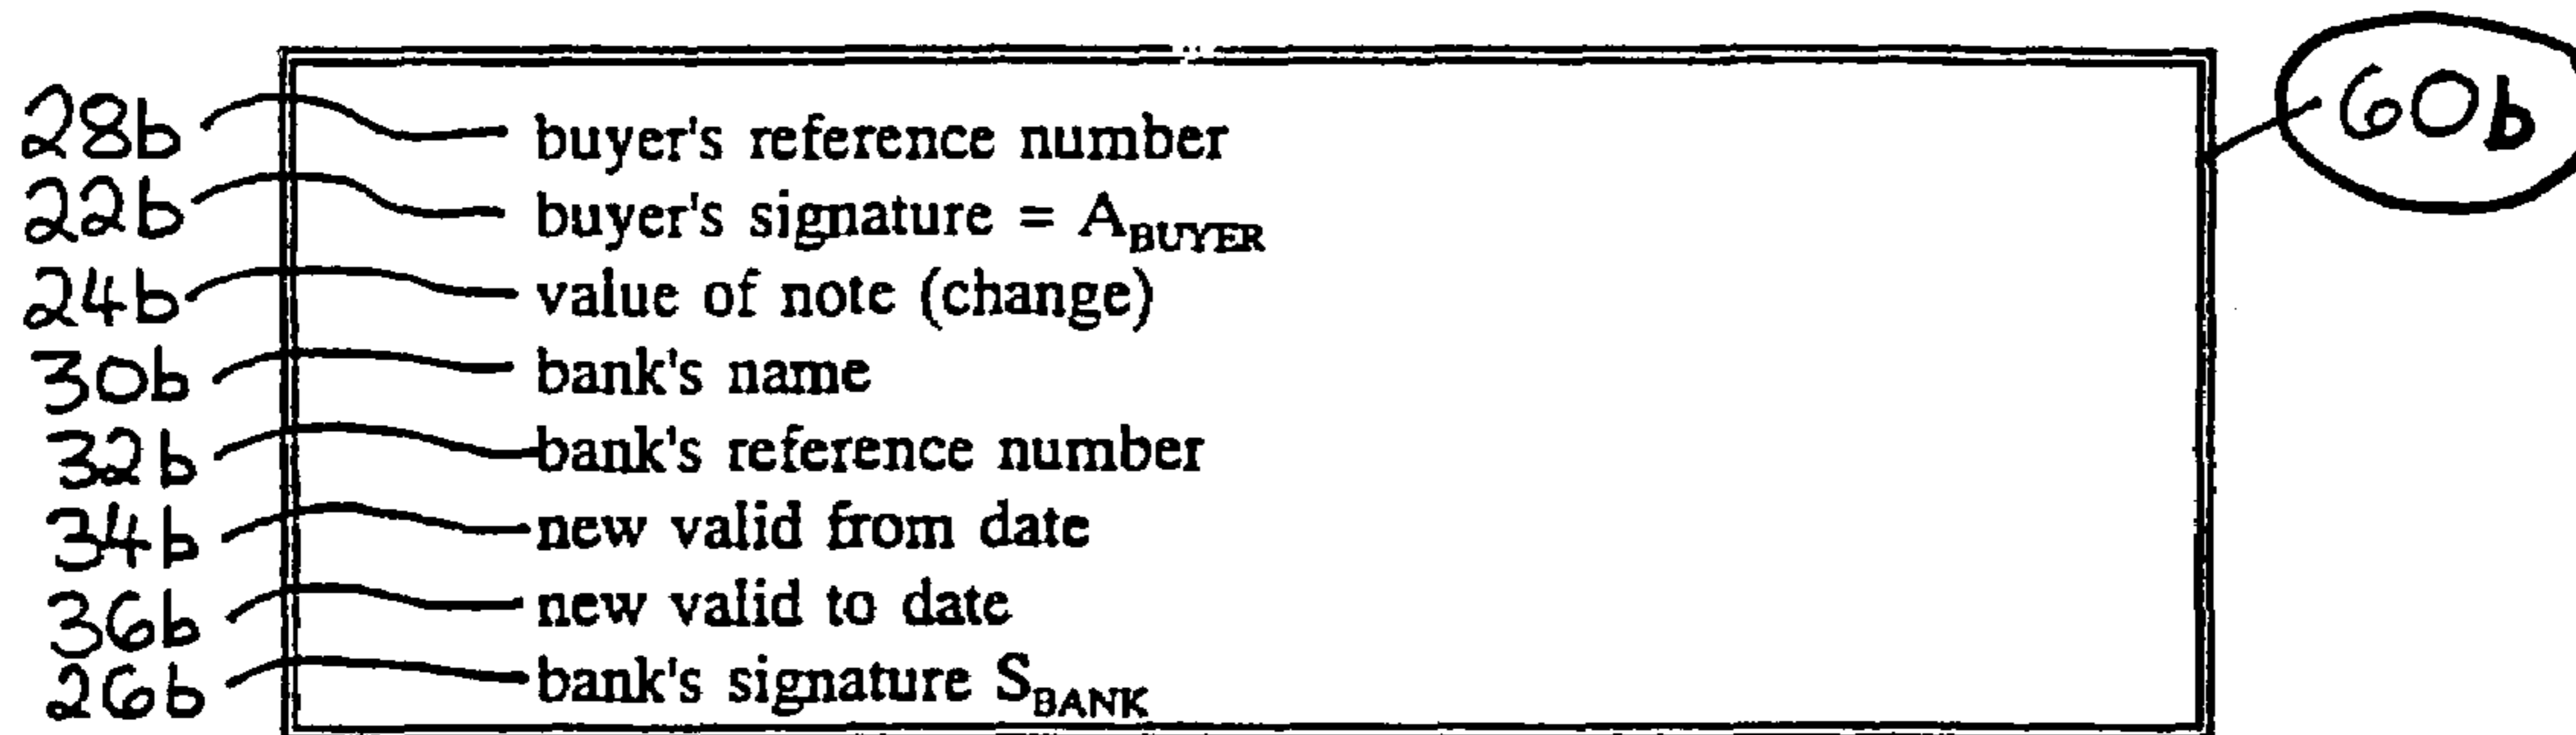 28b buyer's reference number 60b
22b buyer's signature = A_BUYER
24b value of note (change)
30b bank's name
32b bank's reference number
34b new valid from date
36b new valid to date
26b bank's signature S_BANK